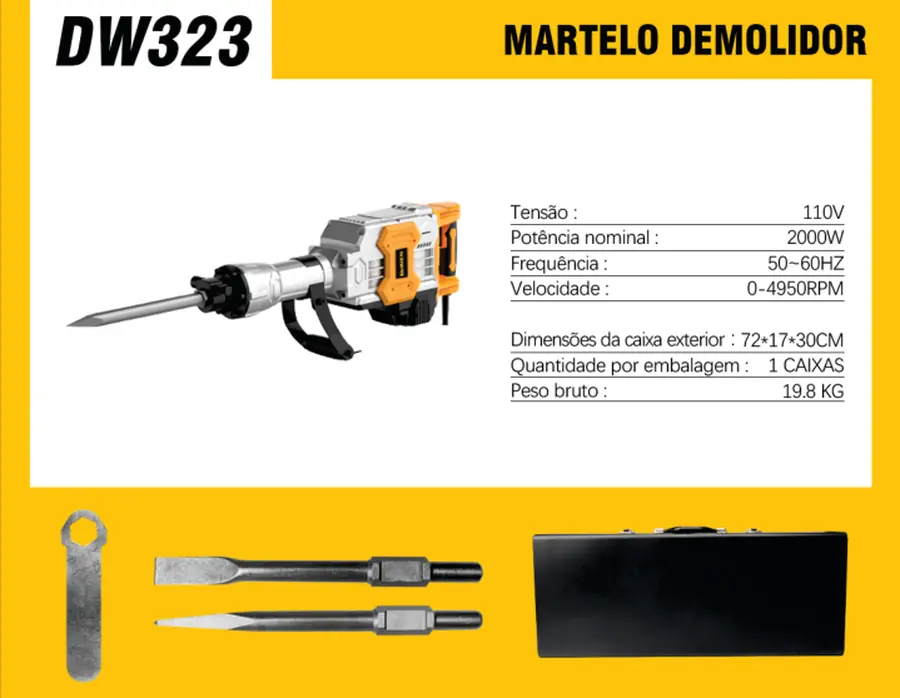 DW323
MARTELO DEMOLIDOR
Tensão : 110V
Potência nominal : 2000W
Frequência : 50~60HZ
Velocidade : 0-4950RPM
Dimensões da caixa exterior : 72*17*30CM
Quantidade por embalagem : 1 CAIXAS
Peso bruto : 19.8 KG